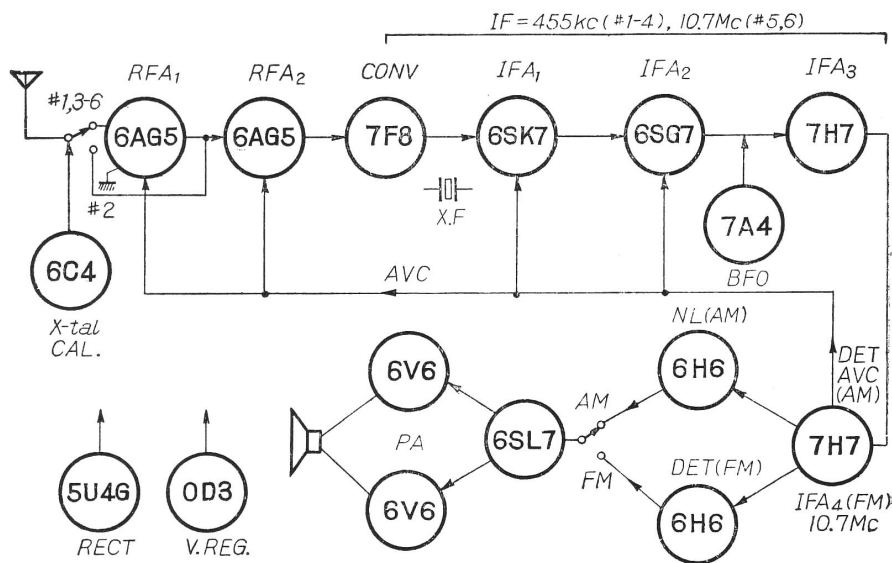 IF=455kc(#1-4), 10.7Mc(#5,6)
RFA₁
RFA₂
CONV
IFA₁
IFA₂
IFA₃
#1,3-6
6AG5
6AG5
7F8
6SK7
6SG7
7H7
#2
X.F
6C4
7A4
X-tal
CAL.
AVC
BFO
NL(AM)
6V6
6H6
DET
AVC
(AM)
AM
PA
6SL7
7H7
FM
DET(FM)
5U4G
0D3
6V6
6H6
IFA₄(FM)
10.7Mc
RECT
V.REG.